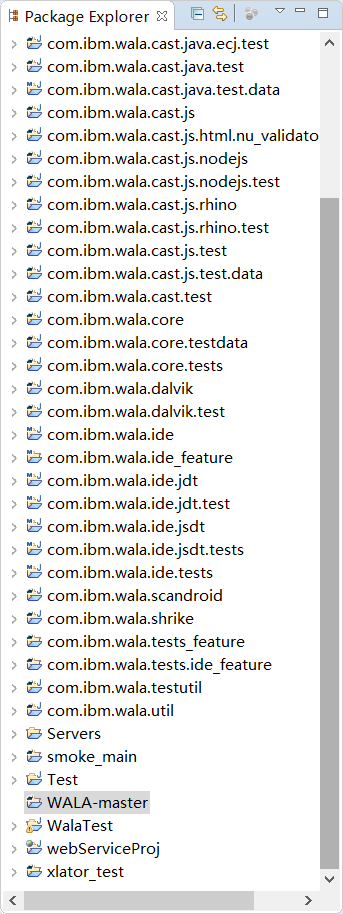 Package Explorer
com.ibm.wala.cast.java.ecj.test
com.ibm.wala.cast.java.test
com.ibm.wala.cast.java.test.data
com.ibm.wala.cast.js
com.ibm.wala.cast.js.html.nu_validato
com.ibm.wala.cast.js.nodejs
com.ibm.wala.cast.js.nodejs.test
com.ibm.wala.cast.js.rhino
com.ibm.wala.cast.js.rhino.test
com.ibm.wala.cast.js.test
com.ibm.wala.cast.js.test.data
com.ibm.wala.cast.test
com.ibm.wala.core
com.ibm.wala.core.testdata
com.ibm.wala.core.tests
com.ibm.wala.dalvik
com.ibm.wala.dalvik.test
com.ibm.wala.ide
com.ibm.wala.ide_feature
com.ibm.wala.ide.jdt
com.ibm.wala.ide.jdt.test
com.ibm.wala.ide.jsdt
com.ibm.wala.ide.jsdt.tests
com.ibm.wala.ide.tests
com.ibm.wala.scandroid
com.ibm.wala.shrike
com.ibm.wala.tests_feature
com.ibm.wala.tests.ide_feature
com.ibm.wala.testutil
com.ibm.wala.util
Servers
smoke_main
Test
WALA-master
WalaTest
webServiceProj
xlator_test